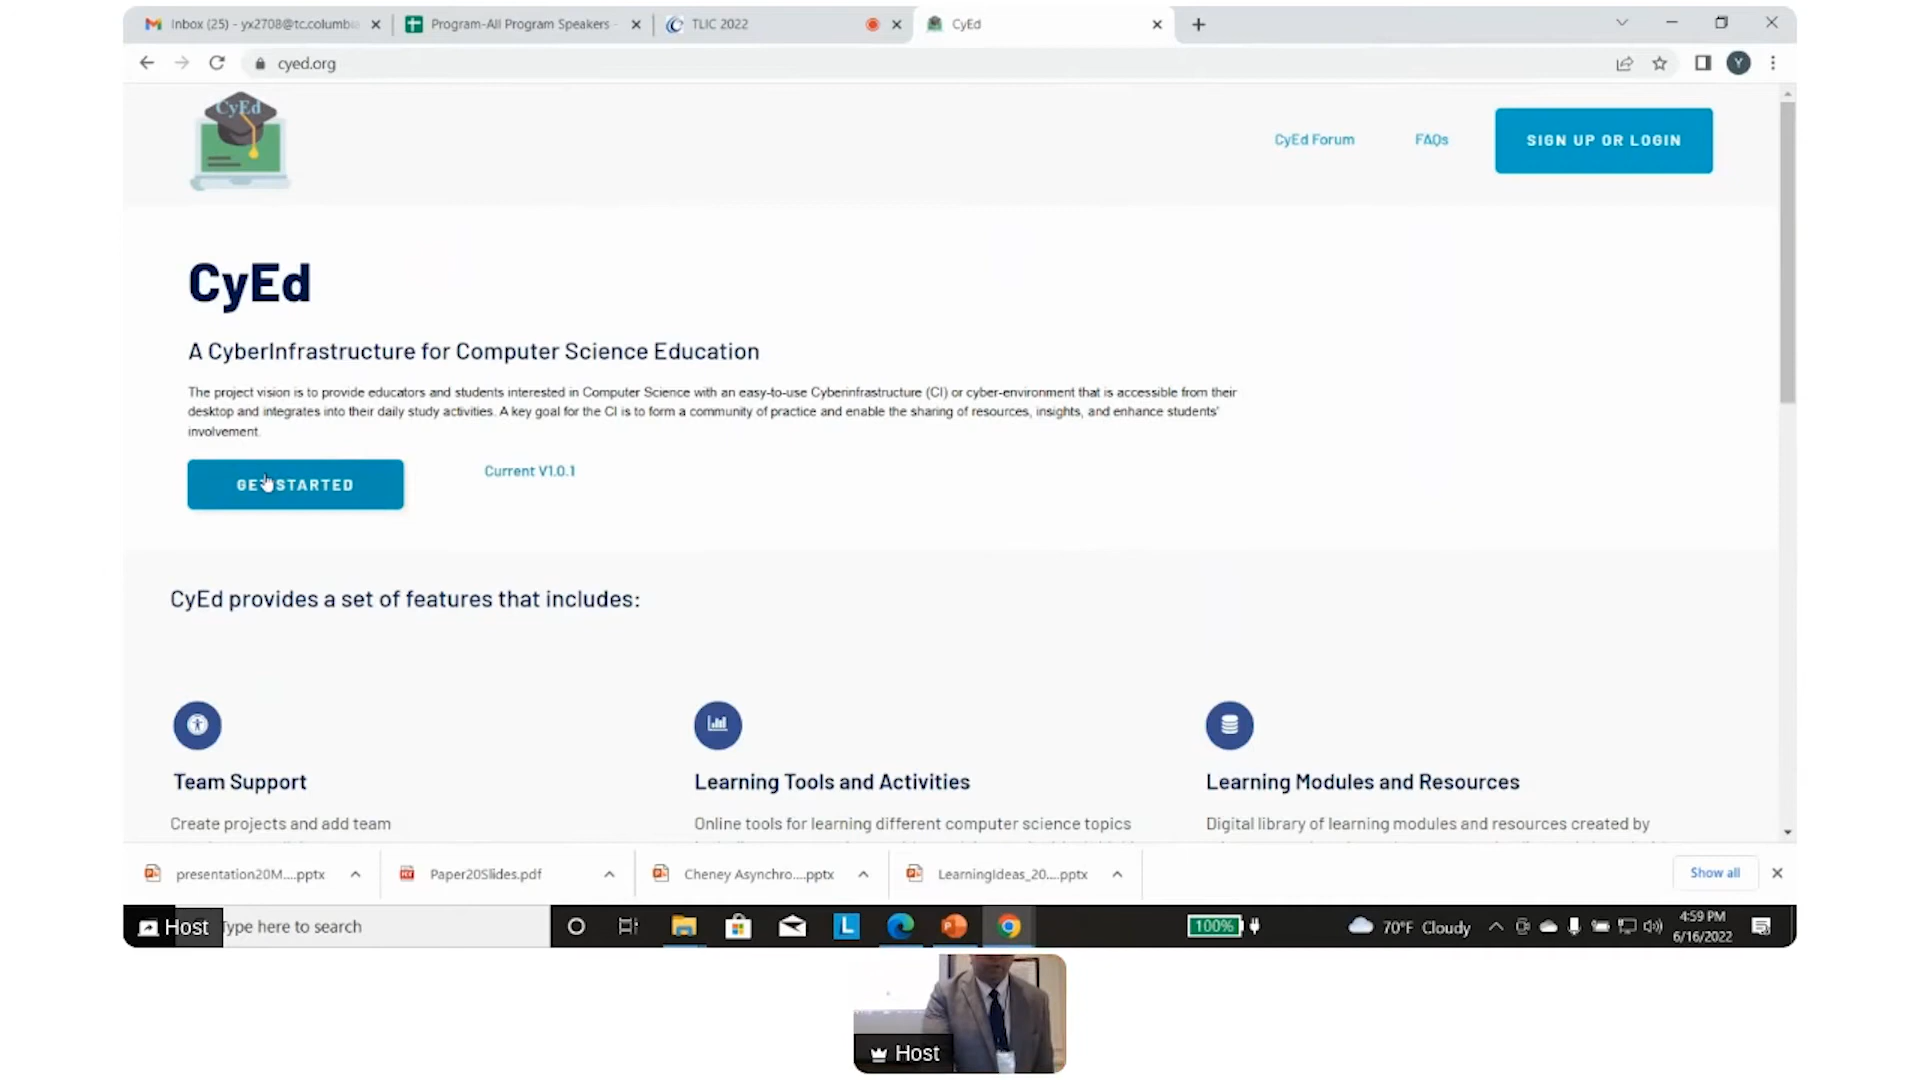 Inbox (25) - yx2708@tc.columbi
Program-All Program Speakers -
TLIC 2022
CyEd
cyed.org
Y
CyEd
CyEd Forum
FAQs
SIGN UP OR LOGIN
CyEd
A CyberInfrastructure for Computer Science Education
The project vision is to provide educators and students interested in Computer Science with an easy-to-use Cyberinfrastructure (CI) or cyber-environment that is accessible from their
desktop and integrates into their daily study activities. A key goal for the CI is to form a community of practice and enable the sharing of resources, insights, and enhance students'
involvement.
GET STARTED
Current V1.0.1
CyEd provides a set of features that includes:
Team Support
Learning Tools and Activities
Learning Modules and Resources
Create projects and add team
Online tools for learning different computer science topics
Digital library of learning modules and resources created by
presentation20M....pptx
Paper20Slides.pdf
Cheney Asynchro....pptx
LearningIdeas_20....pptx
Show all
Host
Type here to search
L
100%
70°F Cloudy
4:59 PM
6/16/2022
Host